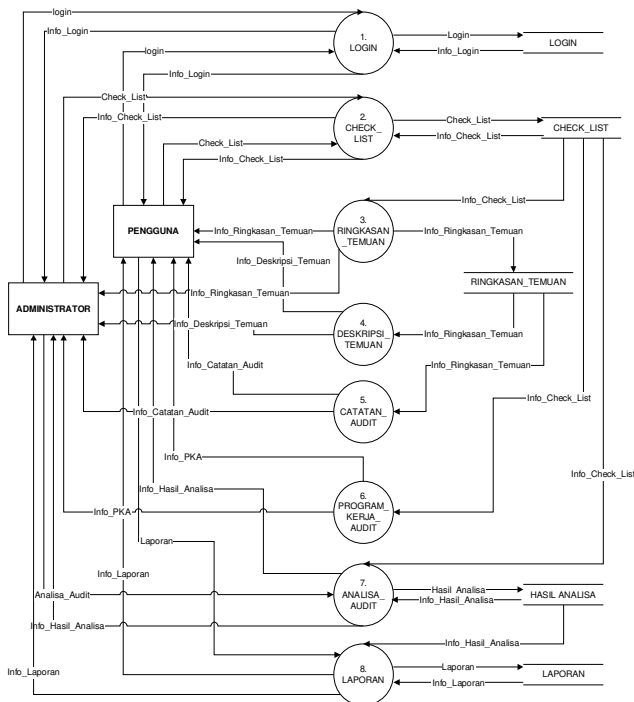 login
Info_Login
login
Info_Login
1.
LOGIN
Login
Info_Login
LOGIN
Check_List
Info_Check_List
Check_List
Info_Check_List
2.
CHECK_
LIST
Check_List
Info_Check_List
CHECK_LIST
Info_Check_List
PENGGUNA
Info_Ringkasan_Temuan
3.
RINGKASAN
_TEMUAN
Info_Ringkasan_Temuan
Info_Deskripsi_Temuan
RINGKASAN_TEMUAN
ADMINISTRATOR
Info_Ringkasan_Temuan
Info_Deskripsi_Temuan
4.
DESKRIPSI_
TEMUAN
Info_Ringkasan_Temuan
Info_Catatan_Audit
Info_Ringkasan_Temuan
5.
CATATAN_
AUDIT
Info_Catatan_Audit
Info_Check_List
Info_PKA
Info_Check_List
Info_Hasil_Analisa
6.
PROGRAM_
KERJA_
AUDIT
Info_PKA
Laporan
Info_Laporan
7.
ANALISA_
AUDIT
Analisa_Audit
Hasil_Analisa
Info_Hasil_Analisa
HASIL ANALISA
Info_Hasil_Analisa
Info_Hasil_Analisa
Info_Laporan
8.
LAPORAN
Laporan
Info_Laporan
LAPORAN